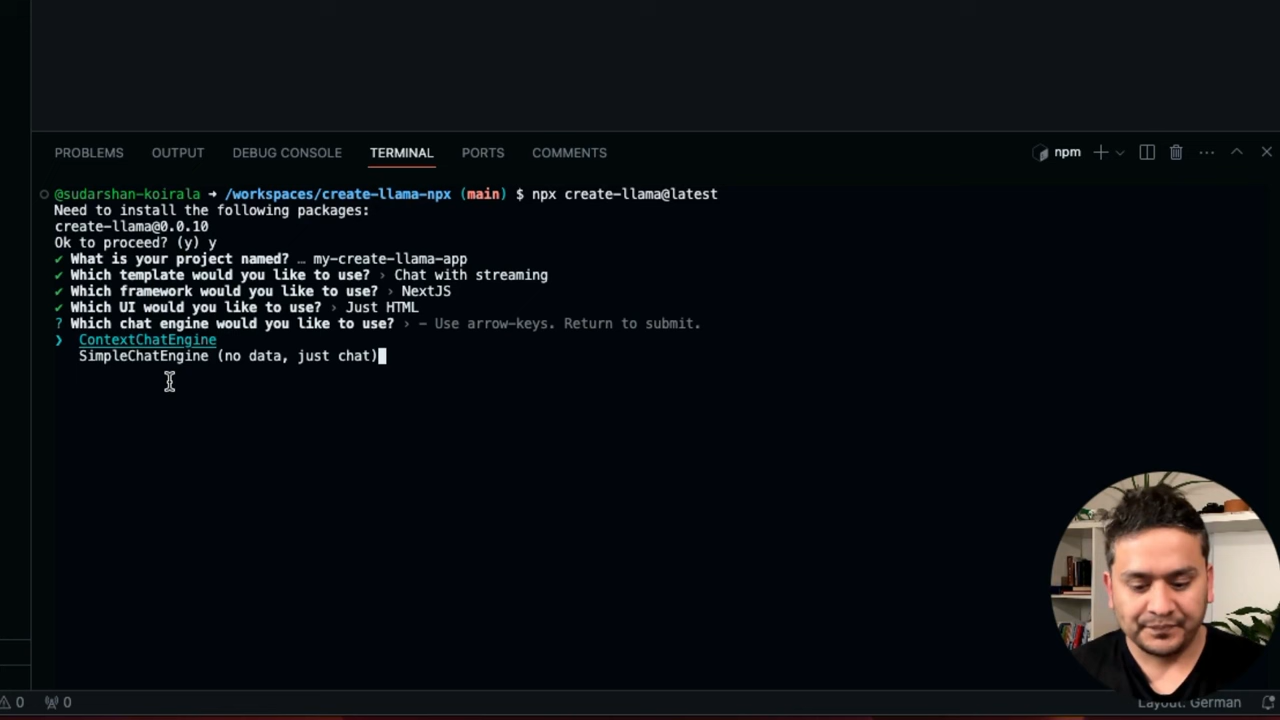 PROBLEMS OUTPUT DEBUG CONSOLE TERMINAL PORTS COMMENTS npm
@sudarshan-koirala → /workspaces/create-llama-npx (main) $ npx create-llama@latest
Need to install the following packages:
create-llama@0.0.10
Ok to proceed? (y) y
✔ What is your project named? … my-create-llama-app
✔ Which template would you like to use? › Chat with streaming
✔ Which framework would you like to use? › NextJS
✔ Which UI would you like to use? › Just HTML
? Which chat engine would you like to use? › - Use arrow-keys. Return to submit.
❯ ContextChatEngine
SimpleChatEngine (no data, just chat)
0 0 Layout: German